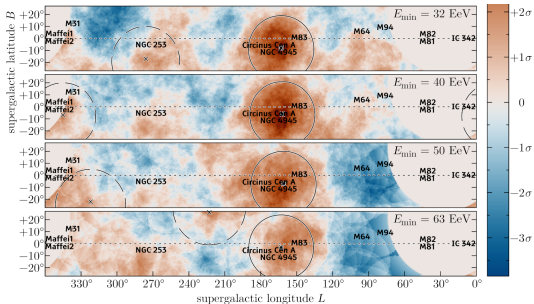 +20° M31 E_min = 32 EeV +2σ
+10° Maffei1 M64 M94
0° Maffei2 NGC 253 Circinus Cen A M83 M82 IC 342
−10° NGC 4945 M81
−20°
+20° E_min = 40 EeV
+10° Maffei1 M31 M64 M94 +1σ
0° Maffei2 NGC 253 Circinus Cen A M83 M82 IC 342
−10° NGC 4945 M81
−20° 0
+20° E_min = 50 EeV
+10° Maffei1 M31 M64 M94 −1σ
0° Maffei2 NGC 253 Circinus Cen A M83 M82 IC 342
−10° NGC 4945 M81
−20° −2σ
+20° E_min = 63 EeV
+10° Maffei1 M31 M64 M94
0° Maffei2 NGC 253 Circinus Cen A M83 M82 IC 342 −3σ
−10° NGC 4945 M81
−20°
330° 300° 270° 240° 210° 180° 150° 120° 90° 60° 30° 0°
supergalactic longitude L
supergalactic latitude B